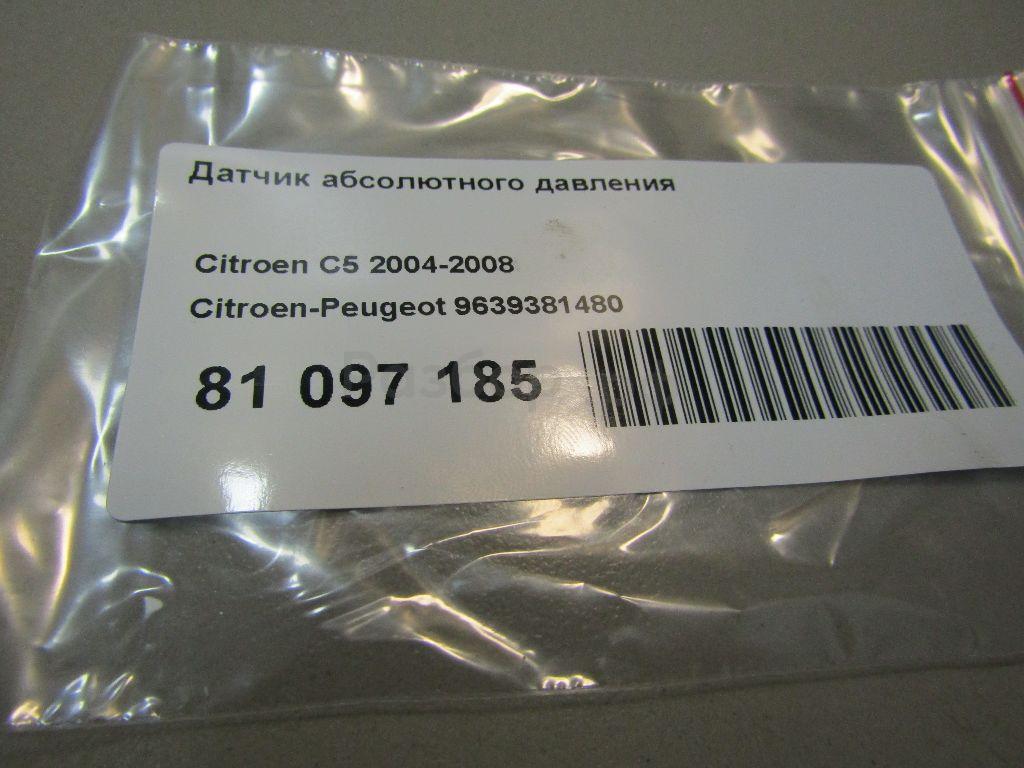 Датчик абсолютного давления
Citroen C5 2004-2008
Citroen-Peugeot 9639381480
81 097 185